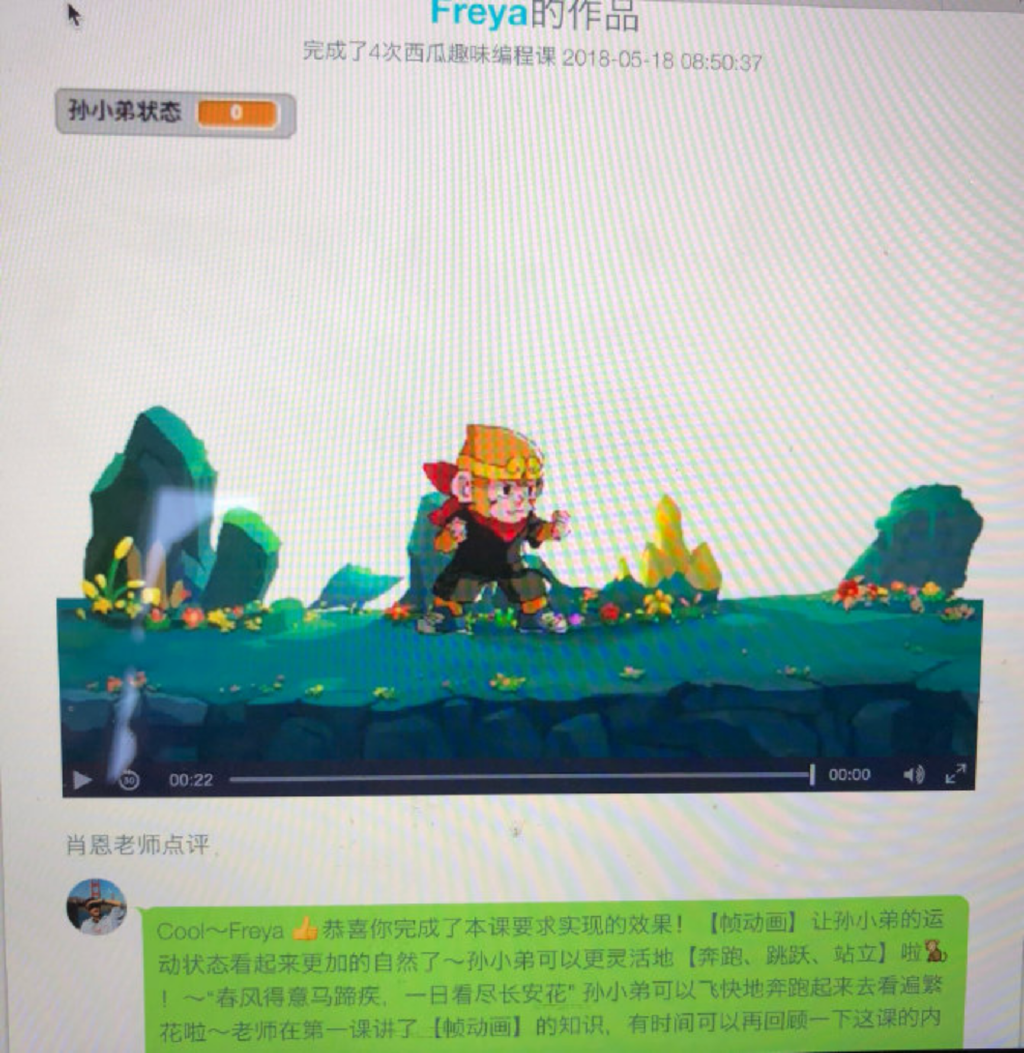 Freya的作品
完成了4次西瓜趣味编程课 2018-05-18 08:50:37
孙小弟状态 0
30 00:22 00:00
肖恩老师点评
Cool～Freya 👍恭喜你完成了本课要求实现的效果！【帧动画】让孙小弟的运
动状态看起来更加的自然了～孙小弟可以更灵活地【奔跑、跳跃、站立】啦🐒
！～“春风得意马蹄疾，一日看尽长安花” 孙小弟可以飞快地奔跑起来去看遍繁
花啦～老师在第一课讲了【帧动画】的知识，有时间可以再回顾一下这课的内